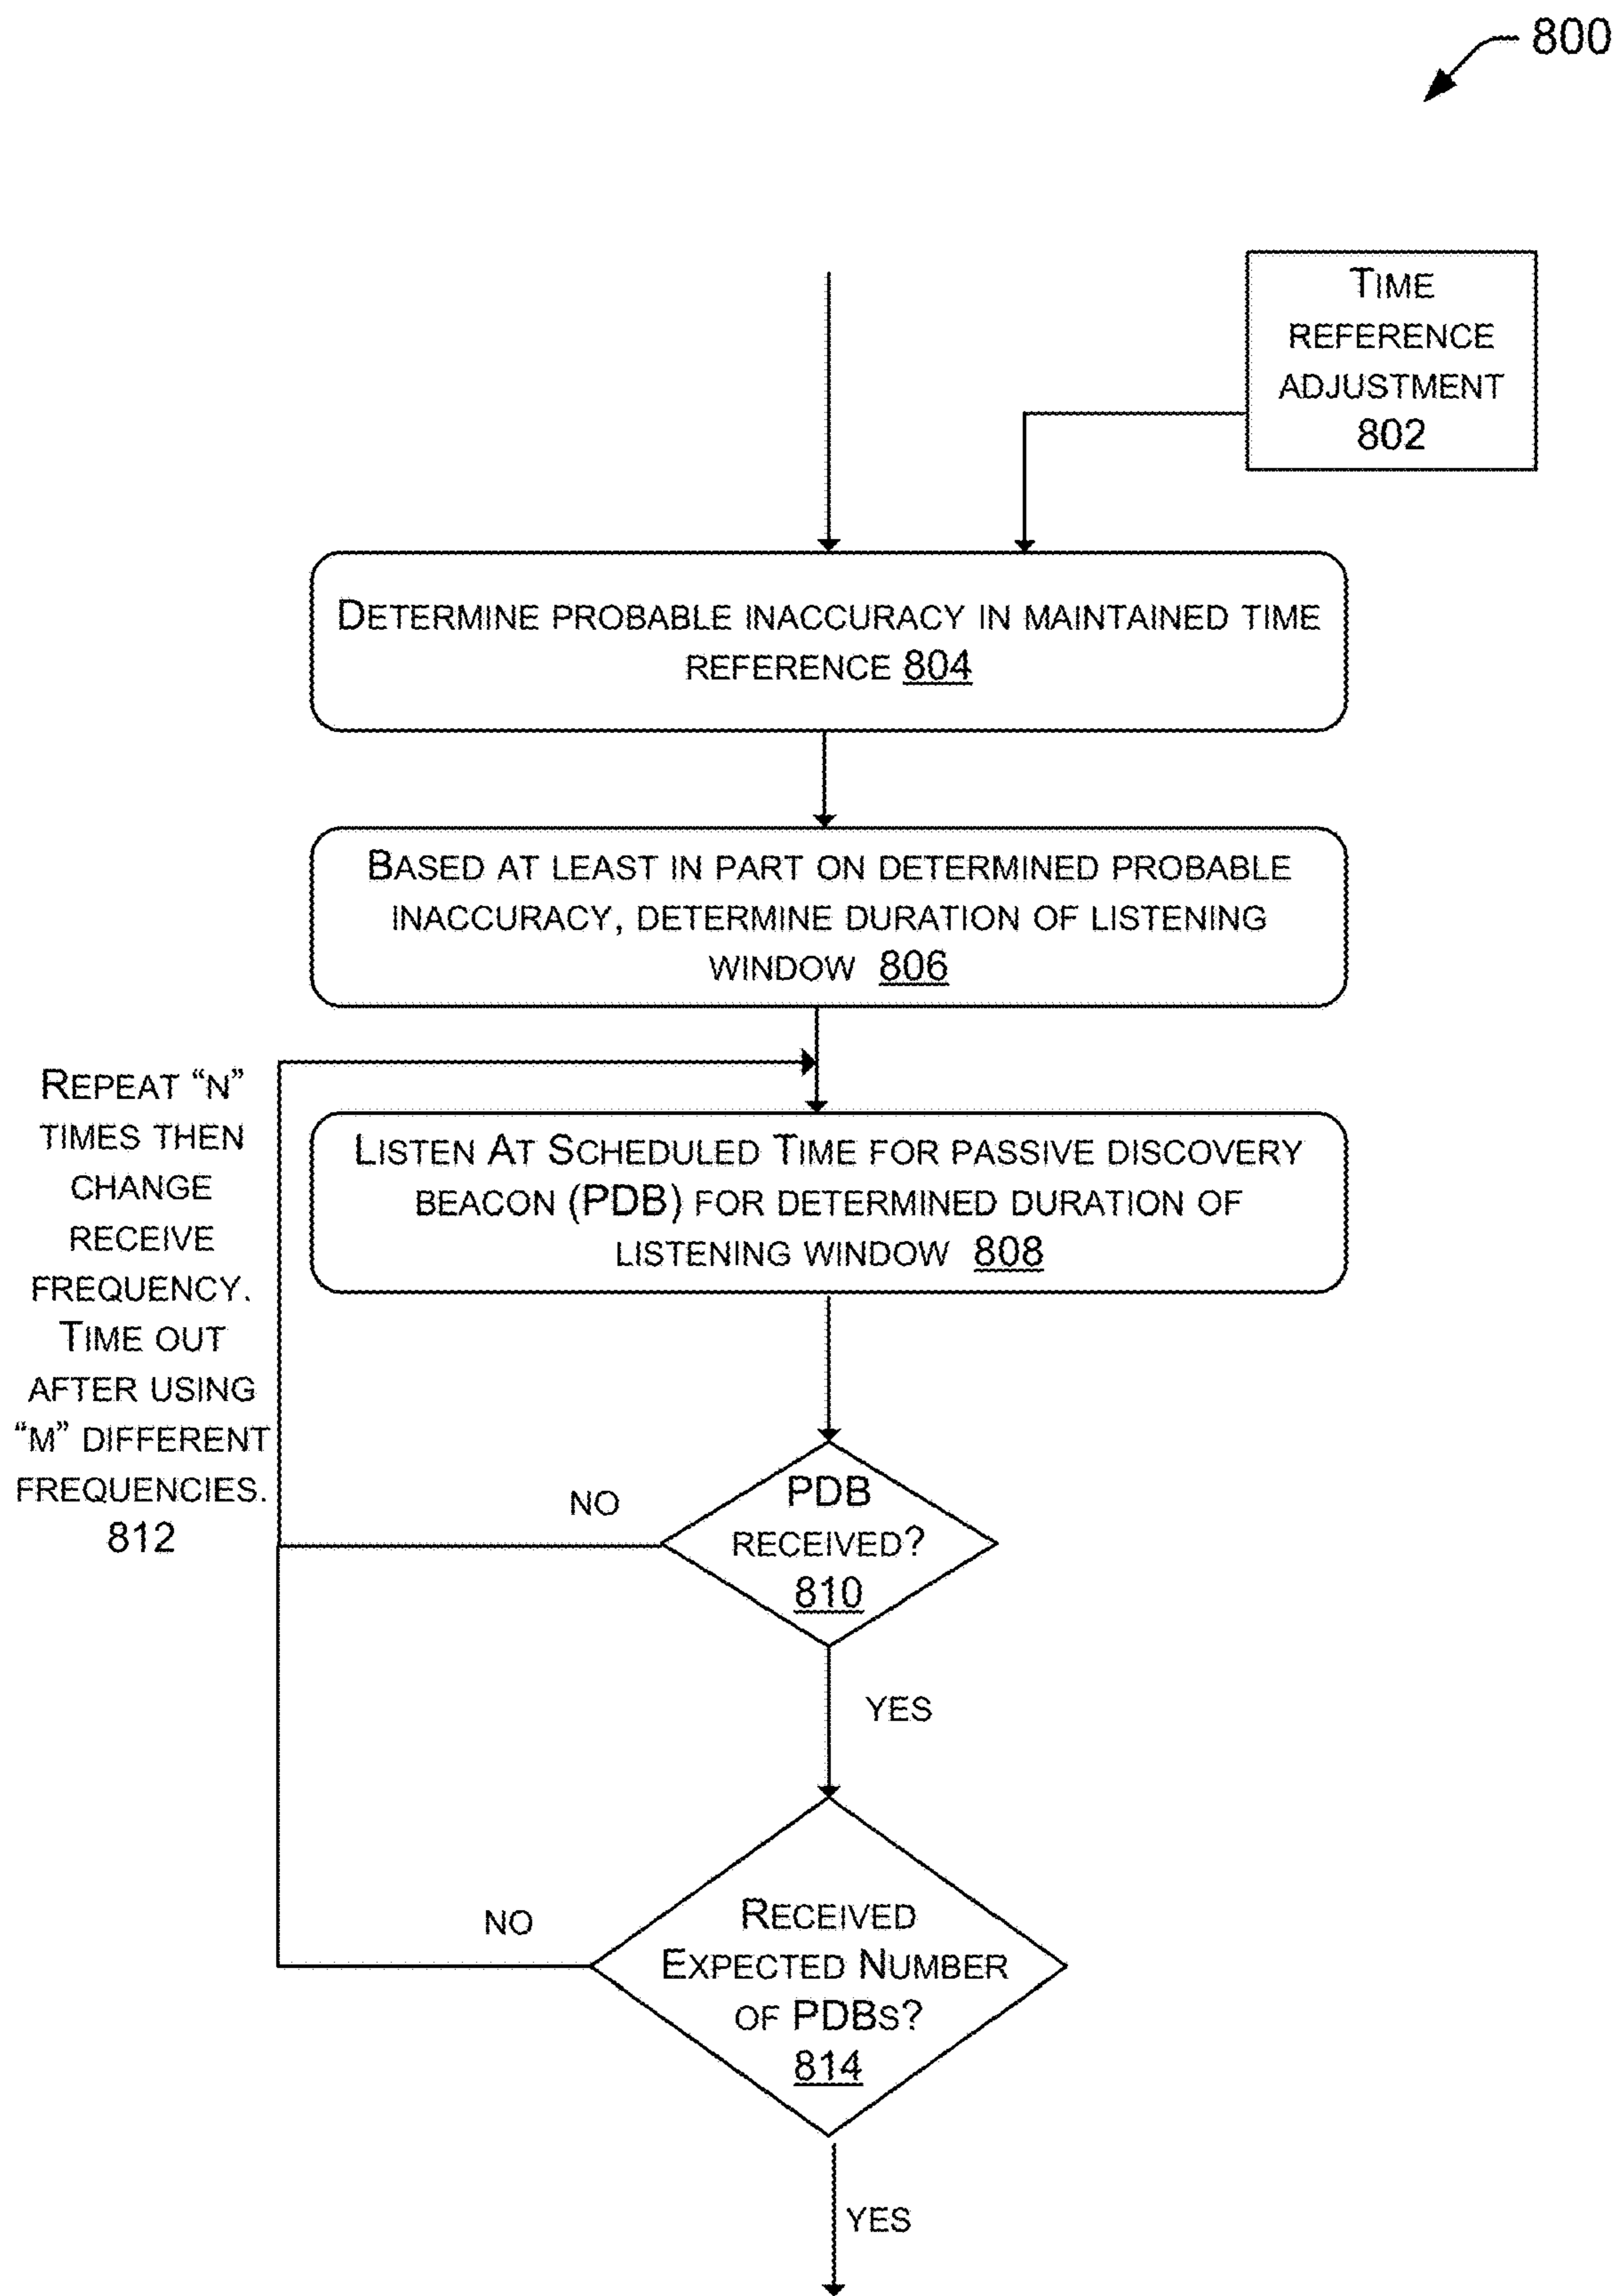 800
TIME
REFERENCE
ADJUSTMENT
802
DETERMINE PROBABLE INACCURACY IN MAINTAINED TIME
REFERENCE 804
BASED AT LEAST IN PART ON DETERMINED PROBABLE
INACCURACY, DETERMINE DURATION OF LISTENING
WINDOW 806
REPEAT “N”
TIMES THEN
CHANGE
RECEIVE
FREQUENCY.
TIME OUT
AFTER USING
“M” DIFFERENT
FREQUENCIES.
812
LISTEN AT SCHEDULED TIME FOR PASSIVE DISCOVERY
BEACON (PDB) FOR DETERMINED DURATION OF
LISTENING WINDOW 808
NO
PDB
RECEIVED?
810
YES
NO
RECEIVED
EXPECTED NUMBER
OF PDBS?
814
YES